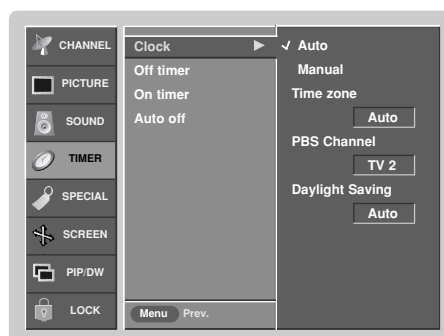 CHANNEL
PICTURE
SOUND
TIMER
SPECIAL
SCREEN
PIP/DW
LOCK
Clock
Off timer
On timer
Auto off
Menu Prev.
Auto
Manual
Time zone
Auto
PBS Channel
TV 2
Daylight Saving
Auto